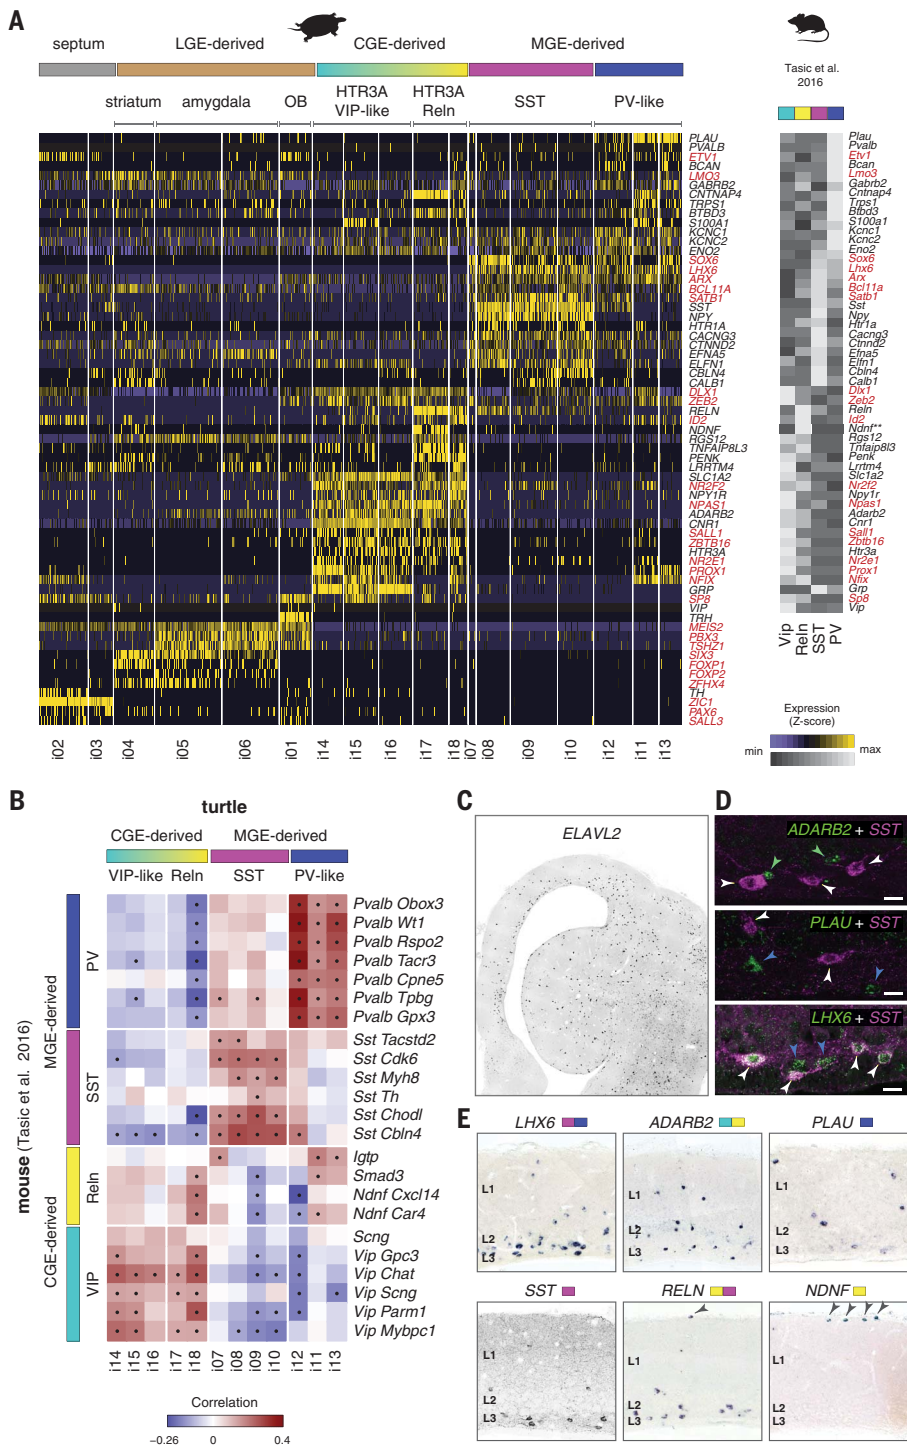 A
septum
LGE-derived
CGE-derived
MGE-derived
striatum
amygdala
OB
HTR3A
VIP-like
HTR3A
Reln
SST
PV-like
Tasic et al.
2016
PLAU
PVALB
ETV1
BCAN
LMO3
GABRB2
CNTNAP4
TRPS1
BTBD3
S100A1
KCNC1
KCNC2
ENO2
SOX6
LHX6
ARX
BCL11A
SATB1
SST
NPY
HTR1A
CACNG3
CTNND2
EFNA5
ELFN1
CBLN4
CALB1
DLX1
ZEB2
RELN
ID2
NDNF
RGS12
TNFAIP8L3
PENK
LRRTM4
SLC1A2
NR2F2
NPY1R
NPAS1
ADARB2
CNR1
SALL1
ZBTB16
HTR3A
NR2E1
PROX1
NFIX
GRP
SP8
VIP
TRH
MEIS2
PBX3
TSHZ1
SIX3
FOXP1
FOXP2
ZFHX4
TH
ZIC1
PAX6
SALL3
Plau
Pvalb
Etv1
Bcan
Lmo3
Gabrb2
Cntnap4
Trps1
Btbd3
S100a1
Kcnc1
Kcnc2
Eno2
Sox6
Lhx6
Arx
Bcl11a
Satb1
Sst
Npy
Htr1a
Cacng3
Ctnnd2
Efna5
Elfn1
Cbln4
Calb1
Dlx1
Zeb2
Reln
Id2
Ndnf**
Rgs12
Tnfaip8l3
Penk
Lrrtm4
Slc1a2
Nr2f2
Npy1r
Npas1
Adarb2
Cnr1
Sall1
Zbtb16
Htr3a
Nr2e1
Prox1
Nfix
Grp
Sp8
Vip
Vip
Reln
SST
PV
Expression
(Z-score)
min
max
i02
i03
i04
i05
i06
i01
i14
i15
i16
i17
i18
i07
i08
i09
i10
i12
i11
i13
B
turtle
CGE-derived
MGE-derived
VIP-like
Reln
SST
PV-like
mouse (Tasic et al. 2016)
MGE-derived
CGE-derived
PV
SST
Reln
VIP
Pvalb Obox3
Pvalb Wt1
Pvalb Rspo2
Pvalb Tacr3
Pvalb Cpne5
Pvalb Tpbg
Pvalb Gpx3
Sst Tacstd2
Sst Cdk6
Sst Myh8
Sst Th
Sst Chodl
Sst Cbln4
Igtp
Smad3
Ndnf Cxcl14
Ndnf Car4
Scng
Vip Gpc3
Vip Chat
Vip Scng
Vip Parm1
Vip Mybpc1
i14
i15
i16
i17
i18
i07
i08
i09
i10
i12
i11
i13
Correlation
−0.26
0
0.4
C
ELAVL2
D
ADARB2 + SST
PLAU + SST
LHX6 + SST
E
LHX6
L1
L2
L3
ADARB2
L1
L2
L3
PLAU
L1
L2
L3
SST
L1
L2
L3
RELN
L1
L2
L3
NDNF
L1
L2
L3